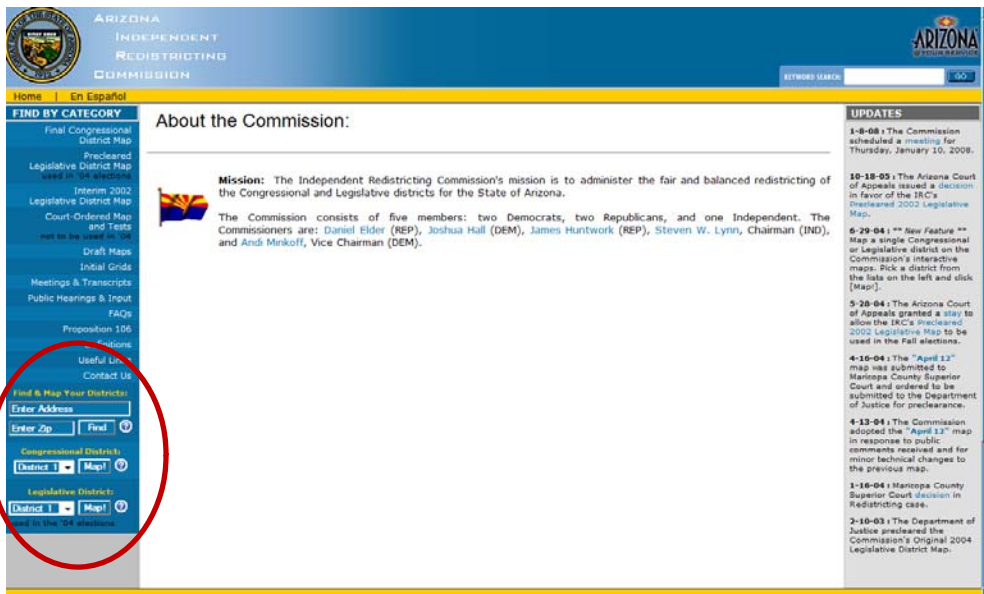 ARIZONA
INDEPENDENT
REDISTRICTING
COMMISSION
ARIZONA
@ YOUR SERVICE
KEYWORD SEARCH:
GO
Home | En Español
FIND BY CATEGORY
Final Congressional
District Map
Precleared
Legislative District Map
used in '04 elections
Interim 2002
Legislative District Map
Court-Ordered Map
and Tests
not to be used in '04
Draft Maps
Initial Grids
Meetings & Transcripts
Public Hearings & Input
FAQs
Proposition 106
Definitions
Useful Links
Contact Us
Find & Map Your Districts:
Enter Address
Enter Zip Find ?
Congressional District:
District 1 Map! ?
Legislative District:
District 1 Map! ?
used in the '04 elections
About the Commission:
Mission: The Independent Redistricting Commission's mission is to administer the fair and balanced redistricting of
the Congressional and Legislative districts for the State of Arizona.
The Commission consists of five members: two Democrats, two Republicans, and one Independent. The
Commissioners are: Daniel Elder (REP), Joshua Hall (DEM), James Huntwork (REP), Steven W. Lynn, Chairman (IND),
and Andi Minkoff, Vice Chairman (DEM).
UPDATES
1-8-08 : The Commission
scheduled a meeting for
Thursday, January 10, 2008.
10-18-05 : The Arizona Court
of Appeals issued a decision
in favor of the IRC's
Precleared 2002 Legislative
Map.
6-29-04 : ** New Feature **
Map a single Congressional
or Legislative district on the
Commission's interactive
maps. Pick a district from
the lists on the left and click
[Map!].
5-28-04 : The Arizona Court
of Appeals granted a stay to
allow the IRC's Precleared
2002 Legislative Map to be
used in the Fall elections.
4-16-04 : The "April 12"
map was submitted to
Maricopa County Superior
Court and ordered to be
submitted to the Department
of Justice for preclearance.
4-13-04 : The Commission
adopted the "April 12" map
in response to public
comments received and for
minor technical changes to
the previous map.
1-16-04 : Maricopa County
Superior Court decision in
Redistricting case.
2-10-03 : The Department of
Justice precleared the
Commission's Original 2004
Legislative District Map.